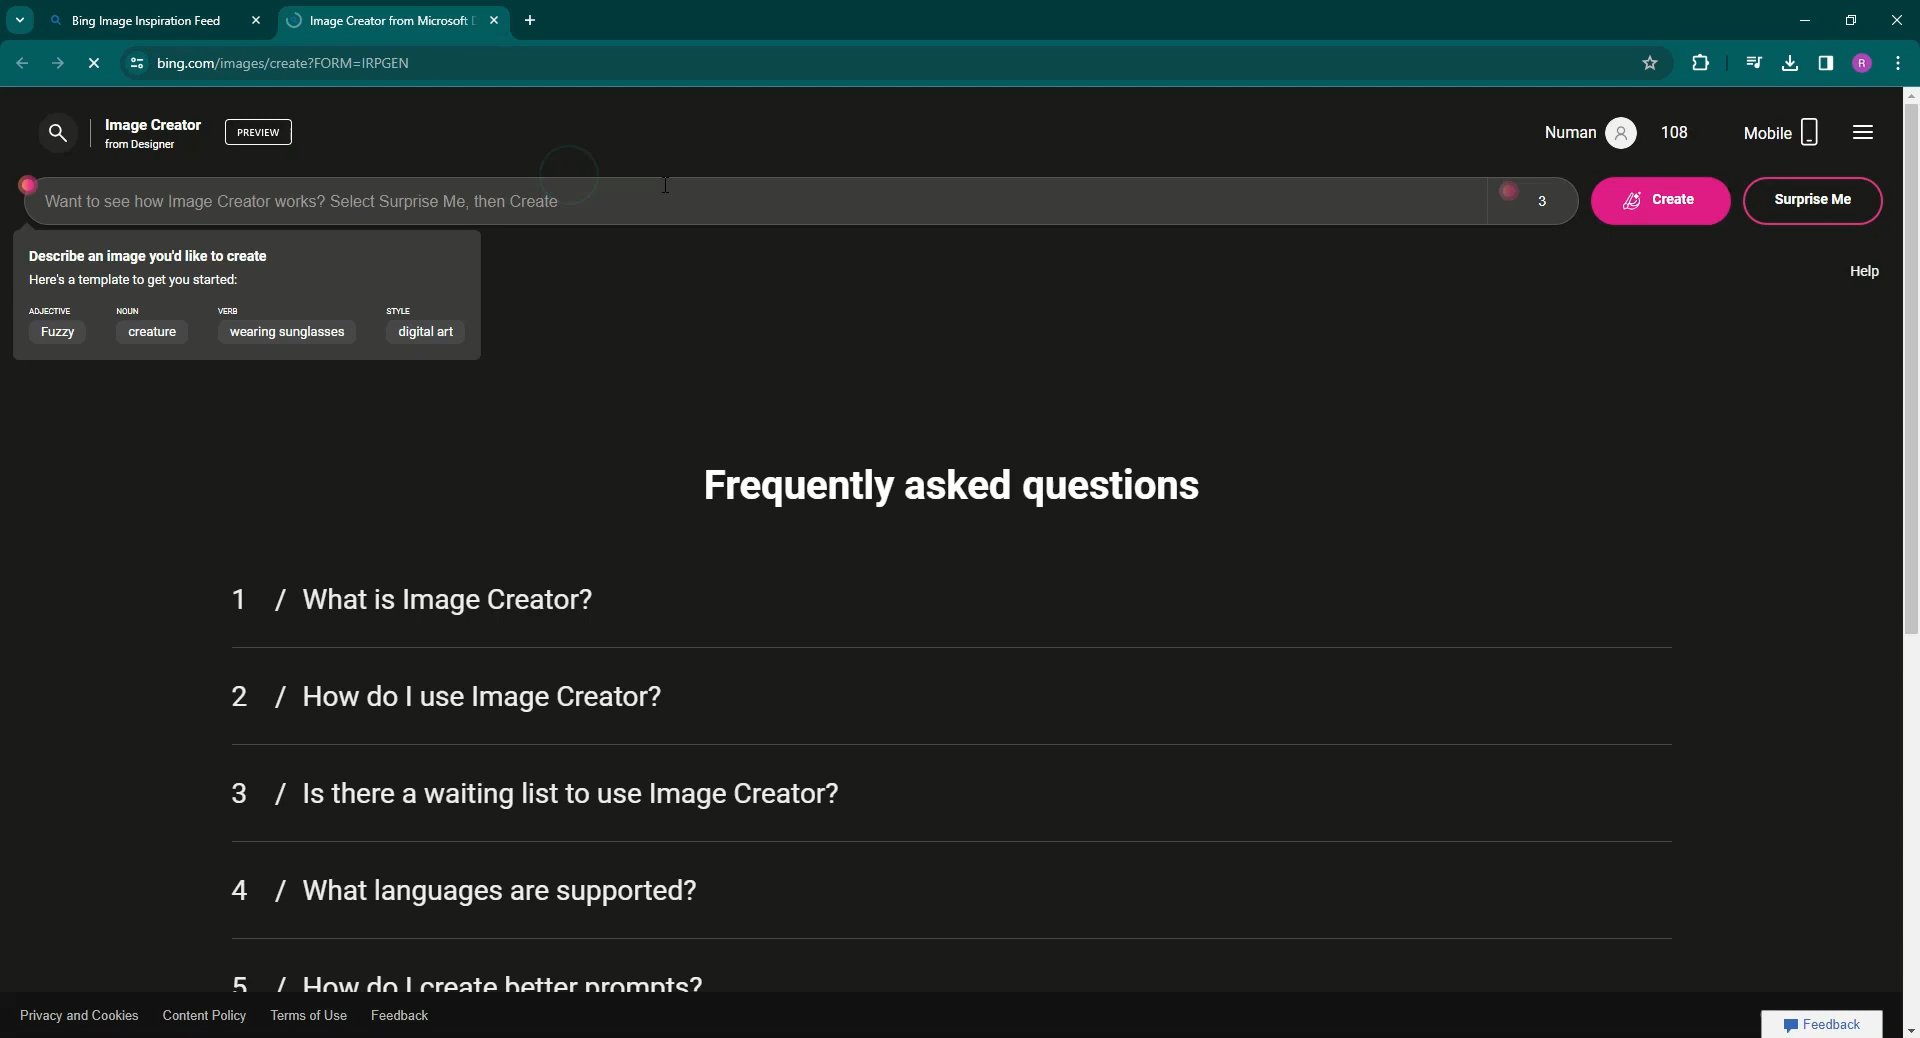 Bing Image Inspiration Feed
Image Creator from Microsoft D
bing.com/images/create?FORM=IRPGEN
R
Image Creator
from Designer
PREVIEW
Numan
108
Mobile
Want to see how Image Creator works? Select Surprise Me, then Create
3
Create
Surprise Me
Describe an image you'd like to create
Here's a template to get you started:
ADJECTIVE NOUN VERB STYLE
Fuzzy creature wearing sunglasses digital art
Help
Frequently asked questions
1 / What is Image Creator?
2 / How do I use Image Creator?
3 / Is there a waiting list to use Image Creator?
4 / What languages are supported?
5 / How do I create better prompts?
Privacy and Cookies Content Policy Terms of Use Feedback
Feedback